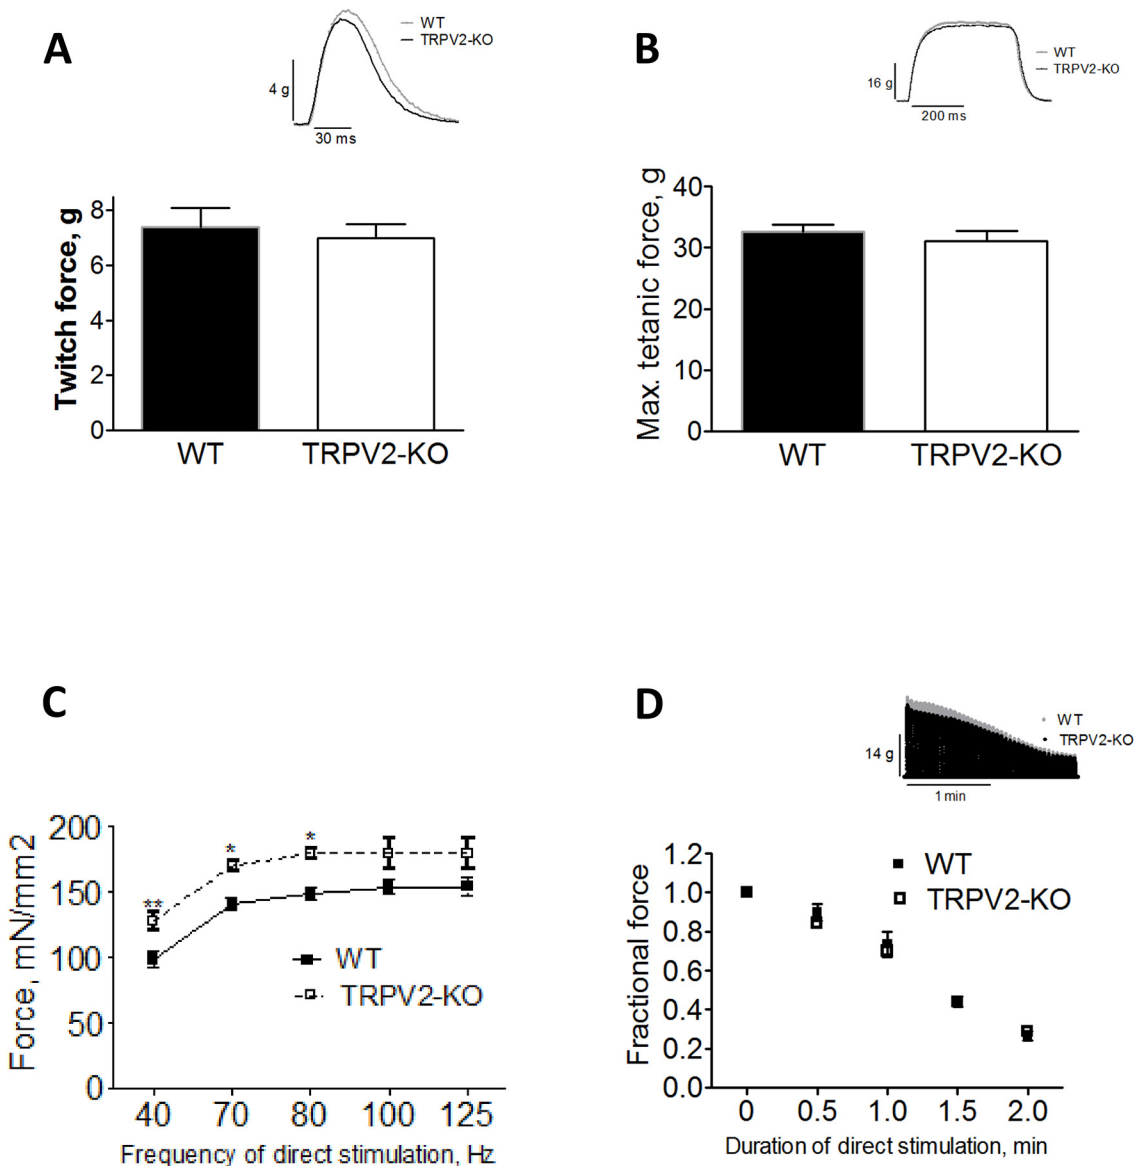 A
WT
TRPV2-KO
4 g
30 ms
Twitch force, g
8
6
4
2
0
WT
TRPV2-KO
B
WT
TRPV2-KO
16 g
200 ms
Max. tetanic force, g
40
30
20
10
0
WT
TRPV2-KO
C
Force, mN/mm2
200
150
100
50
0
**
*
*
WT
TRPV2-KO
40 70 80 100 125
Frequency of direct stimulation, Hz
D
WT
TRPV2-KO
14 g
1 min
Fractional force
1.2
1.0
0.8
0.6
0.4
0.2
0.0
WT
TRPV2-KO
0 0.5 1.0 1.5 2.0
Duration of direct stimulation, min